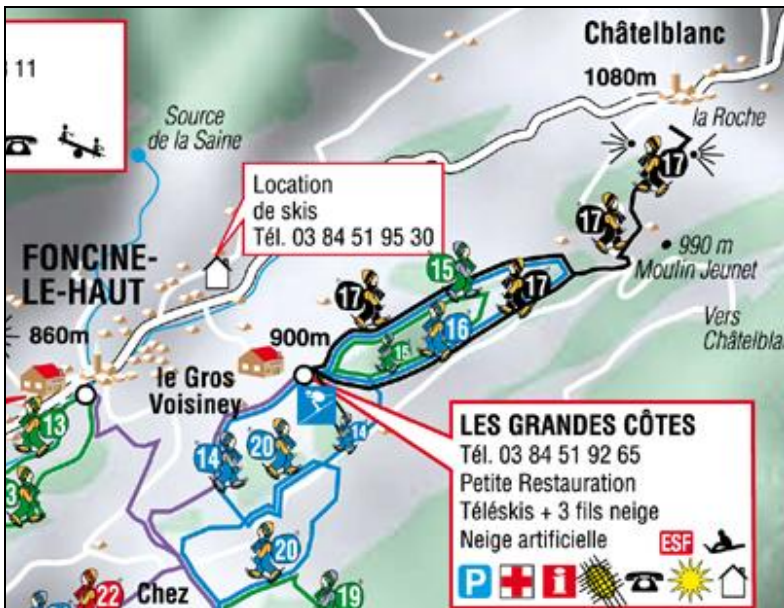 Châtelblanc
1080m
11
Source
de la Saine
la Roche
17
Location
de skis
Tél. 03 84 51 95 30
17
990 m
Moulin Jeunet
FONCINE-
LE-HAUT
15
17
17
16
15
Vers
860m
900m
le Gros
Voisiney
13
14
20
14
LES GRANDES CÔTES
Tél. 03 84 51 92 65
Petite Restauration
Téléskis + 3 fils neige
Neige artificielle
ESF
P
i
20
Chez
22
19